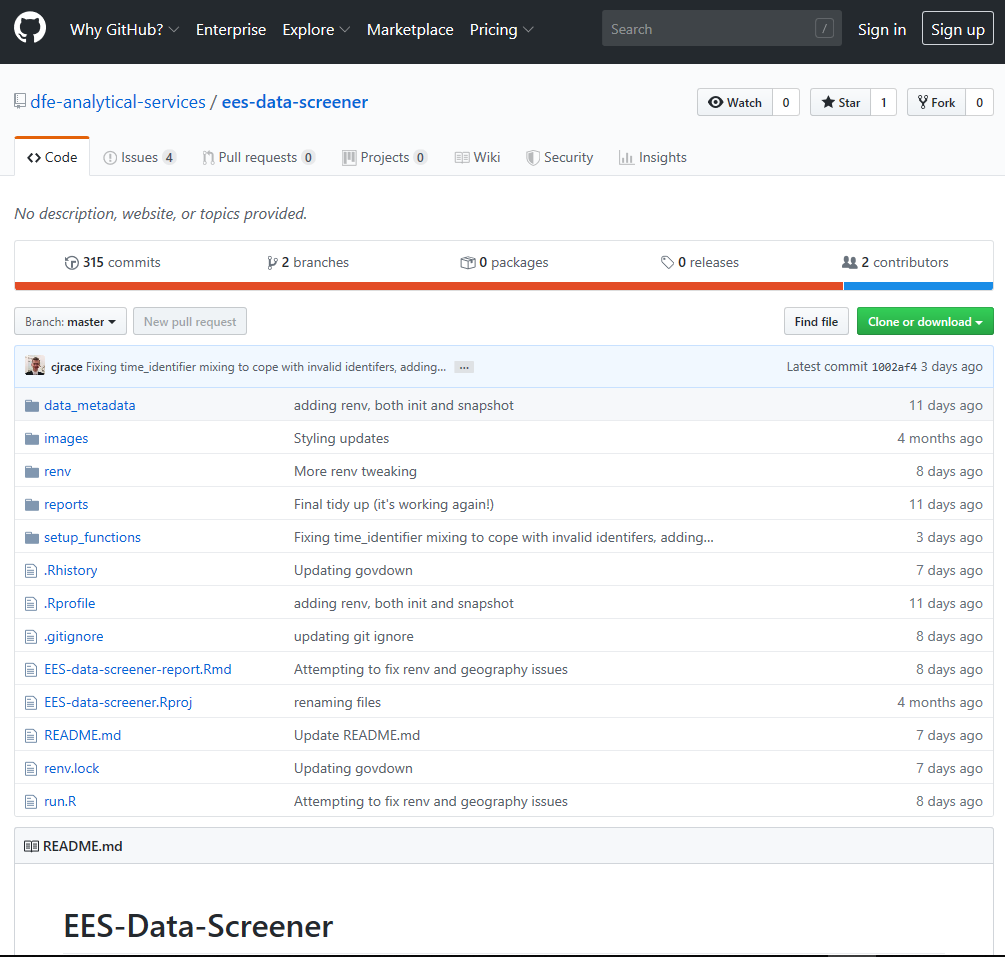 Why GitHub? Enterprise Explore Marketplace Pricing Search / Sign in Sign up
dfe-analytical-services / ees-data-screener Watch 0 Star 1 Fork 0
Code Issues 4 Pull requests 0 Projects 0 Wiki Security Insights
No description, website, or topics provided.
315 commits 2 branches 0 packages 0 releases 2 contributors
Branch: master New pull request Find file Clone or download
cjrace Fixing time_identifier mixing to cope with invalid identifers, adding... ... Latest commit 1002af4 3 days ago
data_metadata adding renv, both init and snapshot 11 days ago
images Styling updates 4 months ago
renv More renv tweaking 8 days ago
reports Final tidy up (it's working again!) 11 days ago
setup_functions Fixing time_identifier mixing to cope with invalid identifers, adding... 3 days ago
.Rhistory Updating govdown 7 days ago
.Rprofile adding renv, both init and snapshot 11 days ago
.gitignore updating git ignore 8 days ago
EES-data-screener-report.Rmd Attempting to fix renv and geography issues 8 days ago
EES-data-screener.Rproj renaming files 4 months ago
README.md Update README.md 7 days ago
renv.lock Updating govdown 7 days ago
run.R Attempting to fix renv and geography issues 8 days ago
README.md
EES-Data-Screener